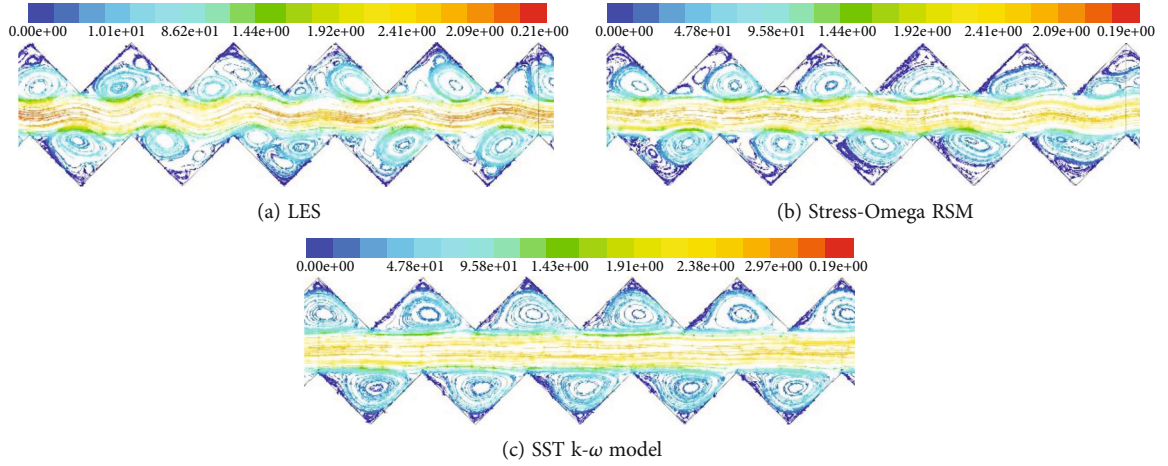 0.00e+00 1.01e+01 8.62e+01 1.44e+00 1.92e+00 2.41e+00 2.09e+00 0.21e+00
(a) LES
0.00e+00 4.78e+01 9.58e+01 1.44e+00 1.92e+00 2.41e+00 2.09e+00 0.19e+00
(b) Stress-Omega RSM
0.00e+00 4.78e+01 9.58e+01 1.43e+00 1.91e+00 2.38e+00 2.97e+00 0.19e+00
(c) SST k-ω model